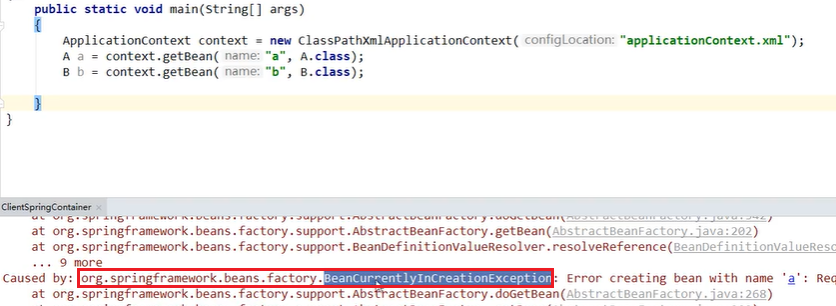 public static void main(String[] args)
{
ApplicationContext context = new ClassPathXmlApplicationContext( configLocation: "applicationContext.xml");
A a = context.getBean( name: "a", A.class);
B b = context.getBean( name: "b", B.class);
}
}
ClientSpringContainer ×
at org.springframework.beans.factory.support.AbstractBeanFactory.doGetBean(AbstractBeanFactory.java:342)
at org.springframework.beans.factory.support.AbstractBeanFactory.getBean(AbstractBeanFactory.java:202)
at org.springframework.beans.factory.support.BeanDefinitionValueResolver.resolveReference(BeanDefinitionValueReso
... 9 more
Caused by: org.springframework.beans.factory.BeanCurrentlyInCreationException: Error creating bean with name 'a': Req
at org.springframework.beans.factory.support.AbstractBeanFactory.doGetBean(AbstractBeanFactory.java:268)